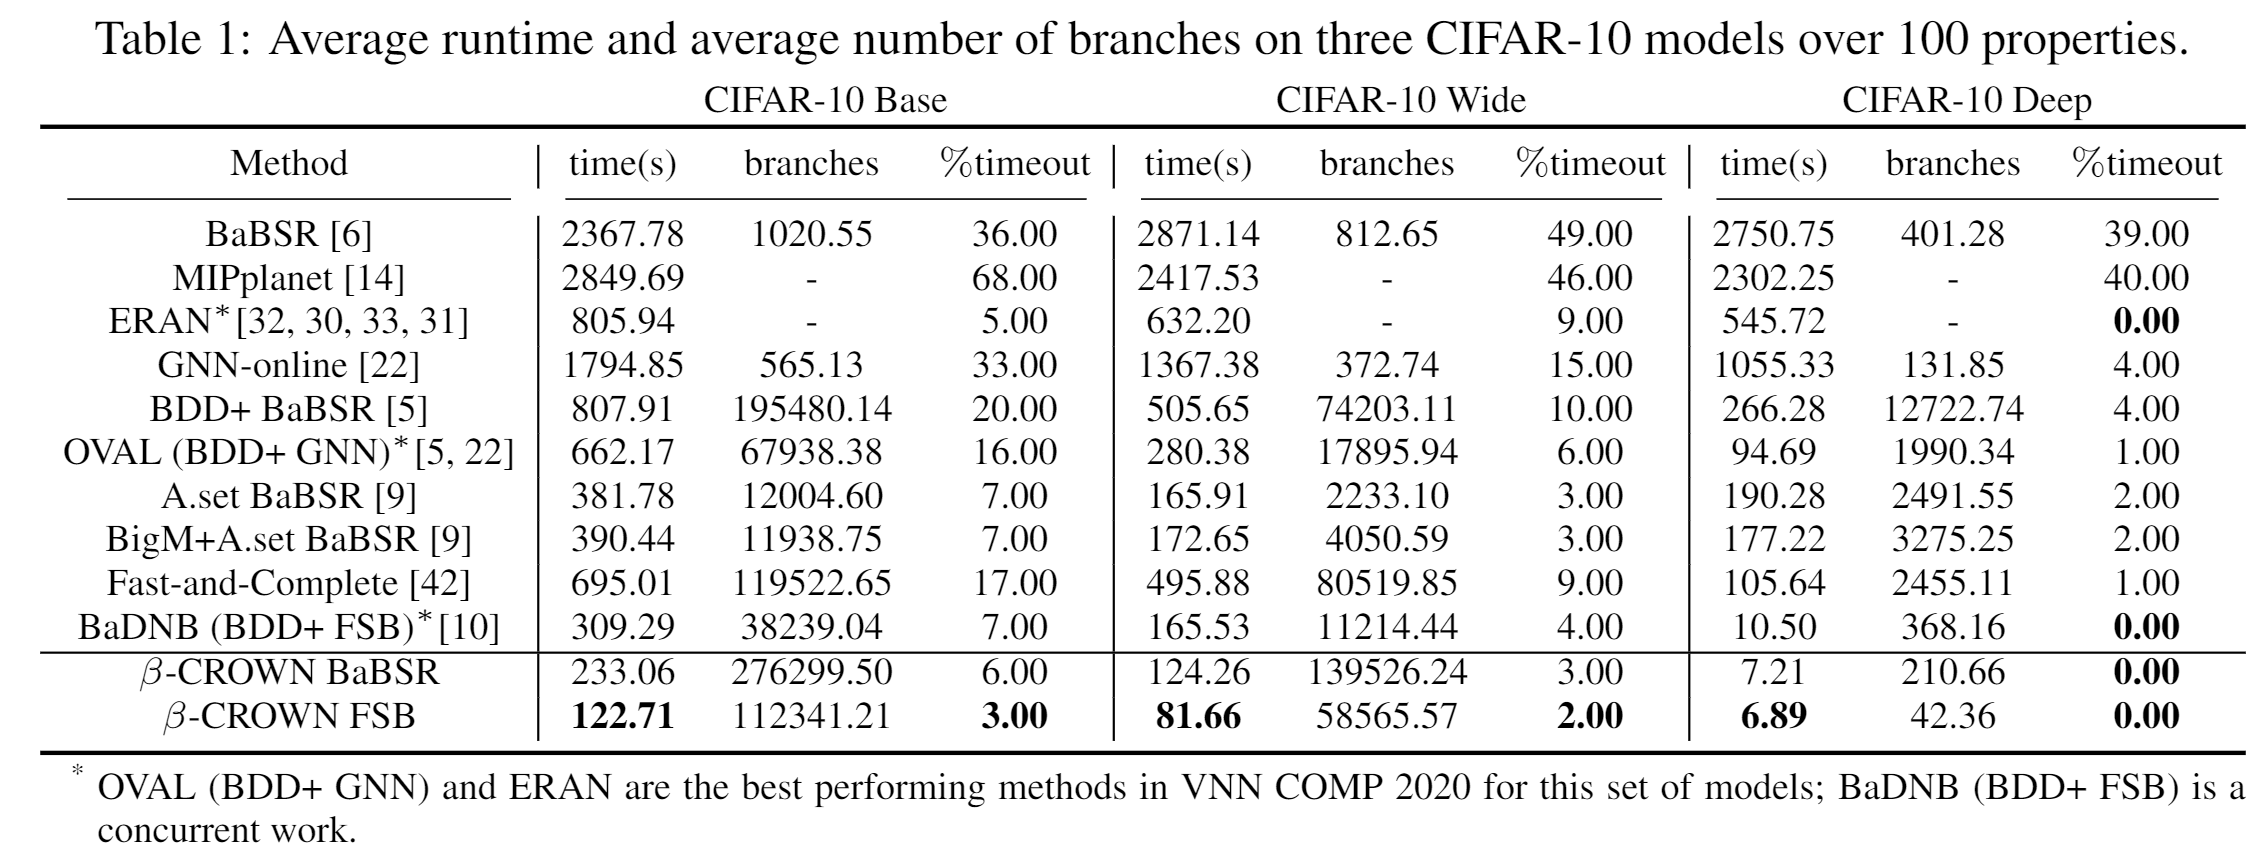 Table 1: Average runtime and average number of branches on three CIFAR-10 models over 100 properties.
CIFAR-10 Base CIFAR-10 Wide CIFAR-10 Deep
Method time(s) branches %timeout time(s) branches %timeout time(s) branches %timeout
BaBSR [6] 2367.78 1020.55 36.00 2871.14 812.65 49.00 2750.75 401.28 39.00
MIPplanet [14] 2849.69 - 68.00 2417.53 - 46.00 2302.25 - 40.00
ERAN*[32, 30, 33, 31] 805.94 - 5.00 632.20 - 9.00 545.72 - 0.00
GNN-online [22] 1794.85 565.13 33.00 1367.38 372.74 15.00 1055.33 131.85 4.00
BDD+ BaBSR [5] 807.91 195480.14 20.00 505.65 74203.11 10.00 266.28 12722.74 4.00
OVAL (BDD+ GNN)*[5, 22] 662.17 67938.38 16.00 280.38 17895.94 6.00 94.69 1990.34 1.00
A.set BaBSR [9] 381.78 12004.60 7.00 165.91 2233.10 3.00 190.28 2491.55 2.00
BigM+A.set BaBSR [9] 390.44 11938.75 7.00 172.65 4050.59 3.00 177.22 3275.25 2.00
Fast-and-Complete [42] 695.01 119522.65 17.00 495.88 80519.85 9.00 105.64 2455.11 1.00
BaDNB (BDD+ FSB)*[10] 309.29 38239.04 7.00 165.53 11214.44 4.00 10.50 368.16 0.00
β-CROWN BaBSR 233.06 276299.50 6.00 124.26 139526.24 3.00 7.21 210.66 0.00
β-CROWN FSB 122.71 112341.21 3.00 81.66 58565.57 2.00 6.89 42.36 0.00
* OVAL (BDD+ GNN) and ERAN are the best performing methods in VNN COMP 2020 for this set of models; BaDNB (BDD+ FSB) is a
concurrent work.